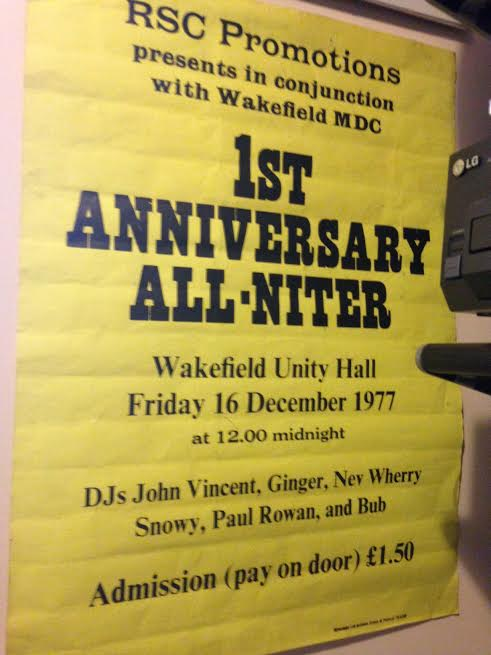 RSC Promotions
presents in conjunction
with Wakefield MDC
1ST
ANNIVERSARY
ALL-NITER
Wakefield Unity Hall
Friday 16 December 1977
at 12.00 midnight
DJs John Vincent, Ginger, Nev Wherry
Snowy, Paul Rowan, and Bub
Admission (pay on door) £1.50
LG